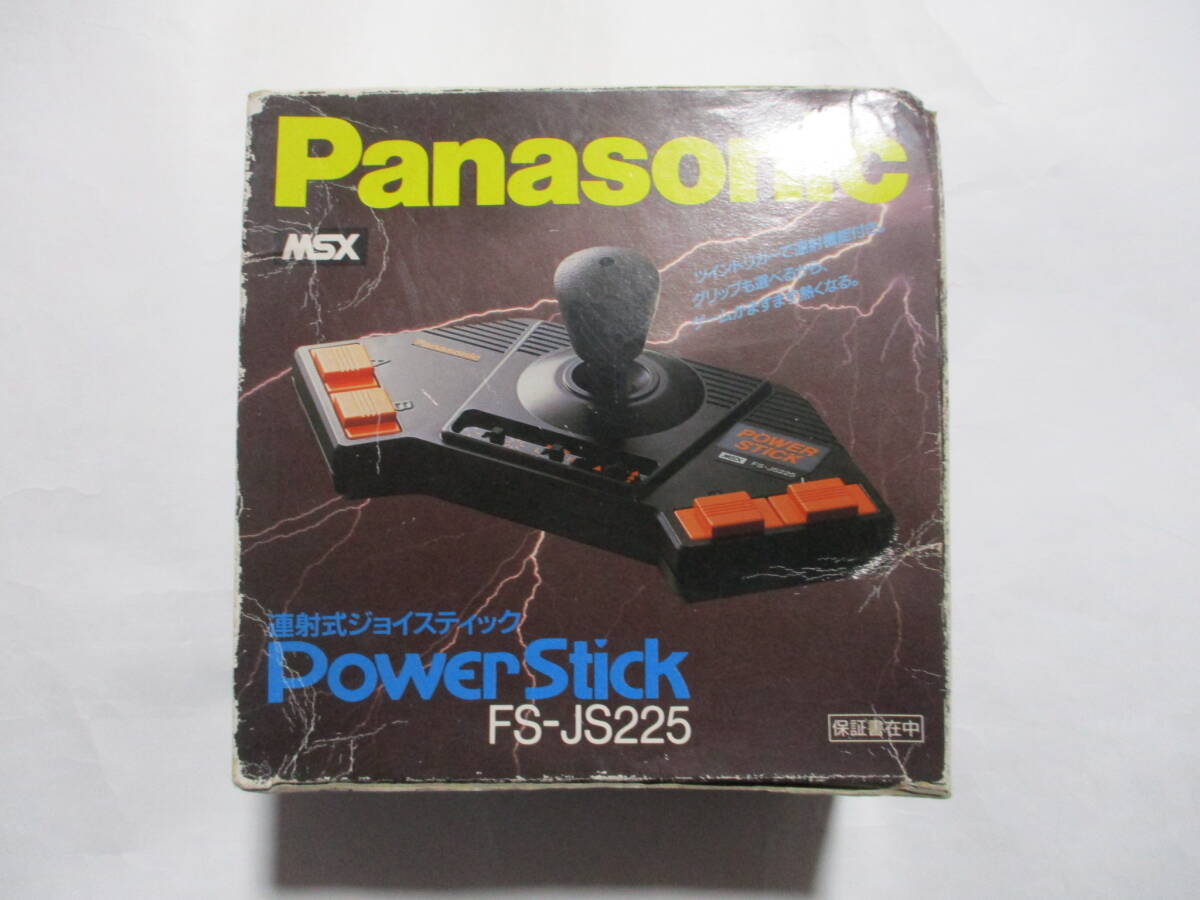 Panasonic
MSX
ツイントリガーで連射機能付き。
グリップも選べるから、
ゲームがますます熱くなる。
Panasonic
A
B
POWER
STICK
MSX FS-JS225
連射式ジョイスティック
PowerStick
FS-JS225
保証書在中